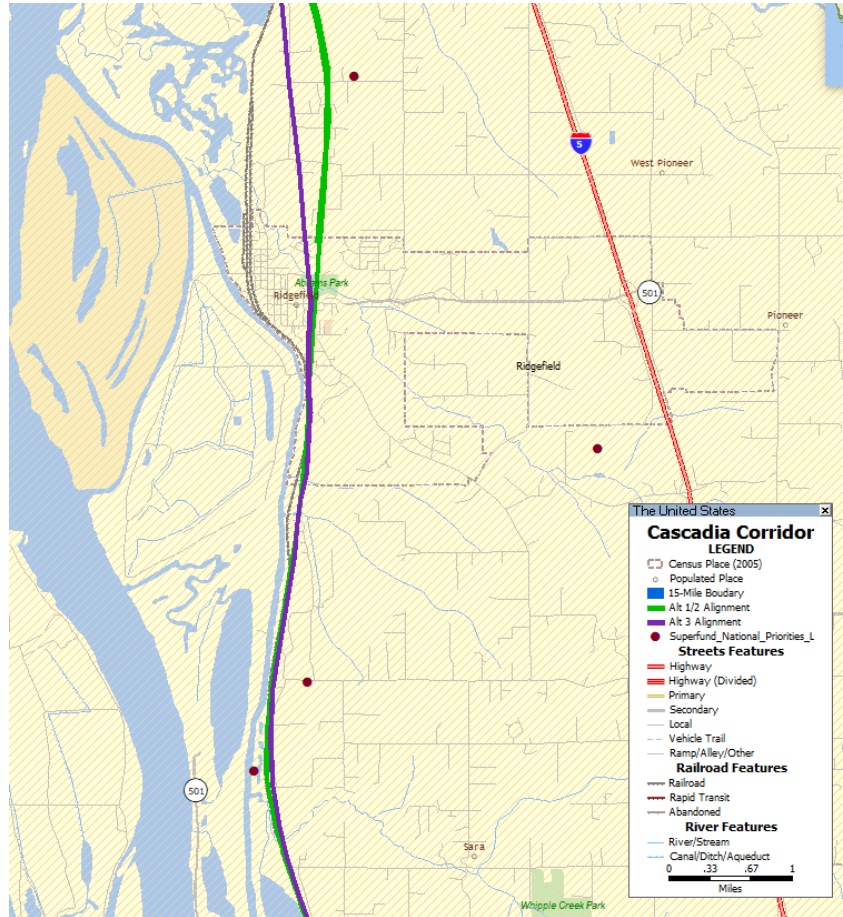 5
West Pioneer
Abrams Park
Ridgefield
501
Pioneer
Ridgefield
The United States
Cascadia Corridor
LEGEND
Census Place (2005)
Populated Place
15-Mile Boudary
Alt 1/2 Alignment
Alt 3 Alignment
Superfund_National_Priorities_L
Streets Features
Highway
Highway (Divided)
Primary
Secondary
Local
Vehicle Trail
Ramp/Alley/Other
Railroad Features
Railroad
Rapid Transit
Abandoned
River Features
River/Stream
Canal/Ditch/Aqueduct
0 .33 .67 1
Miles
501
Sara
Whipple Creek Park